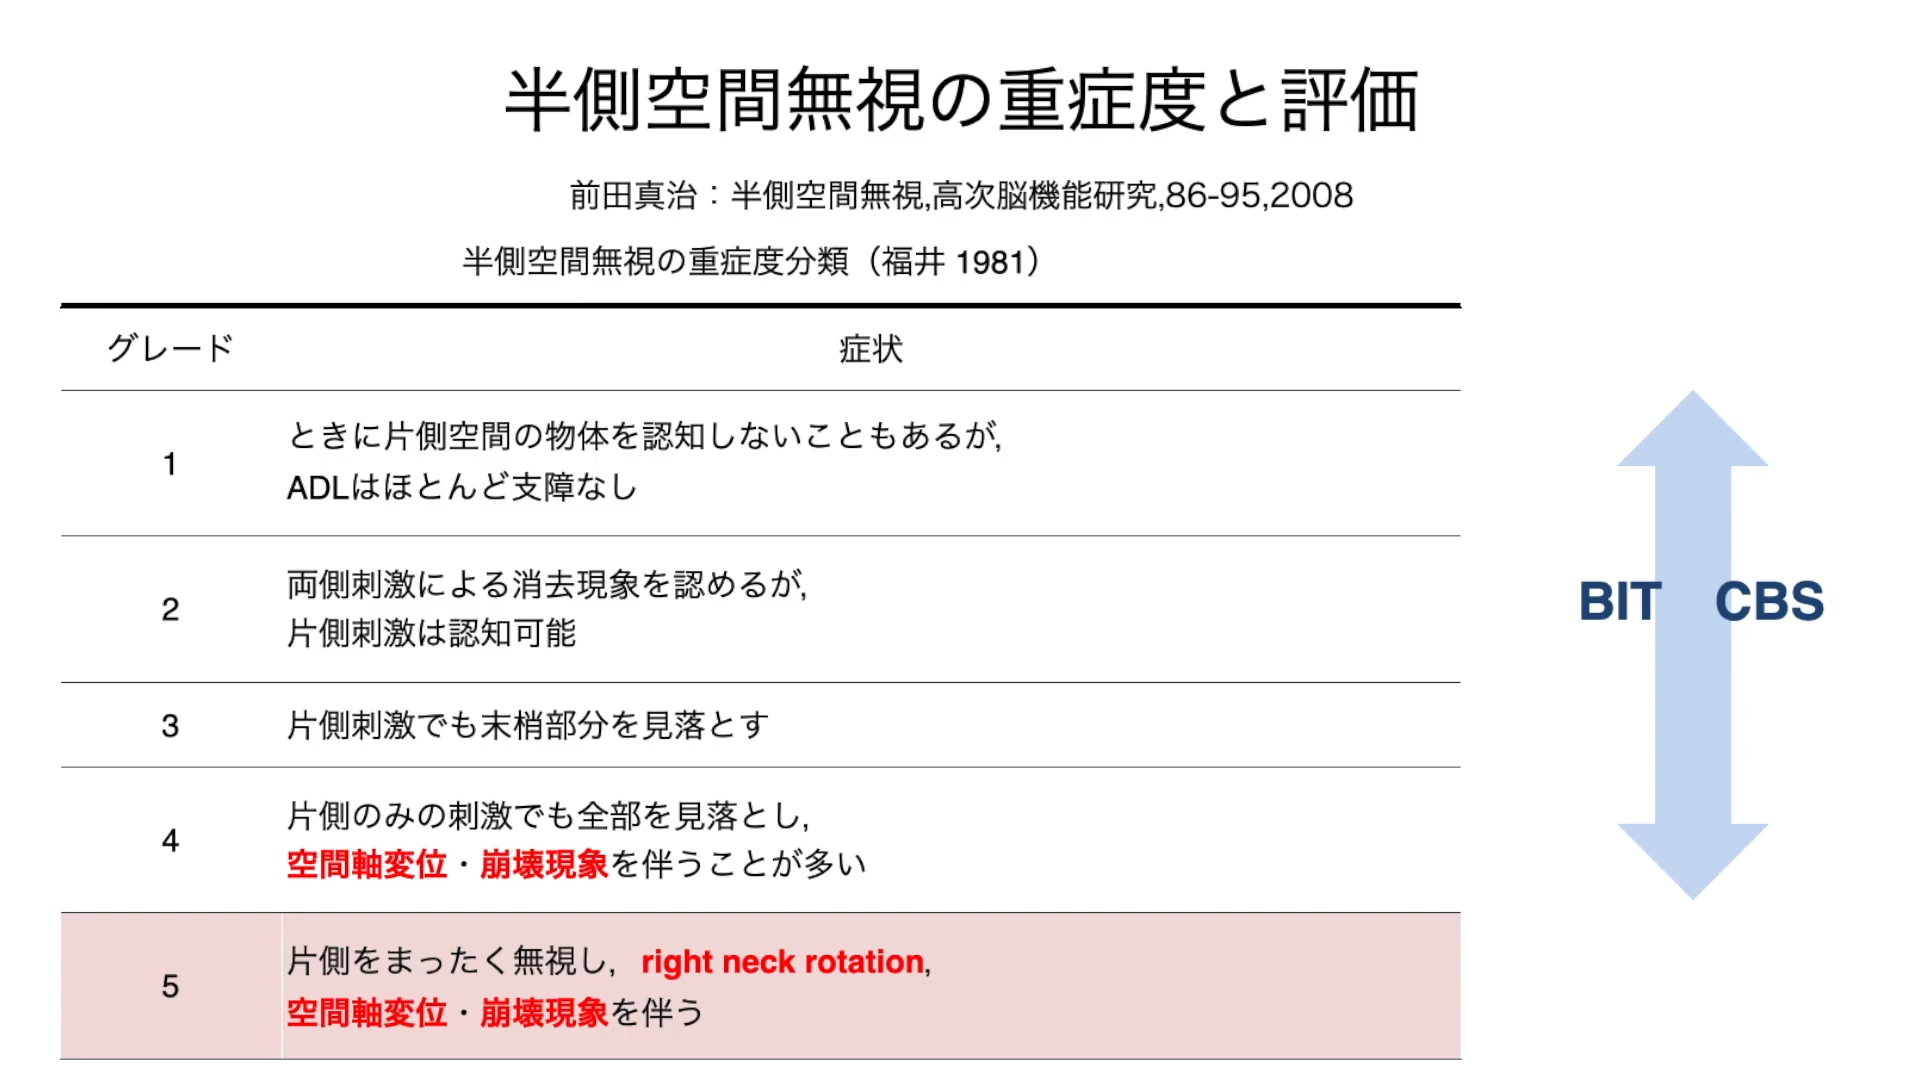 半側空間無視の重症度と評価
前田真治：半側空間無視,高次脳機能研究,86-95,2008
半側空間無視の重症度分類（福井 1981）
グレード 症状
1 ときに片側空間の物体を認知しないこともあるが,
ADLはほとんど支障なし
2 両側刺激による消去現象を認めるが,
片側刺激は認知可能
3 片側刺激でも末梢部分を見落とす
4 片側のみの刺激でも全部を見落とし,
空間軸変位・崩壊現象を伴うことが多い
5 片側をまったく無視し, right neck rotation,
空間軸変位・崩壊現象を伴う
BIT CBS